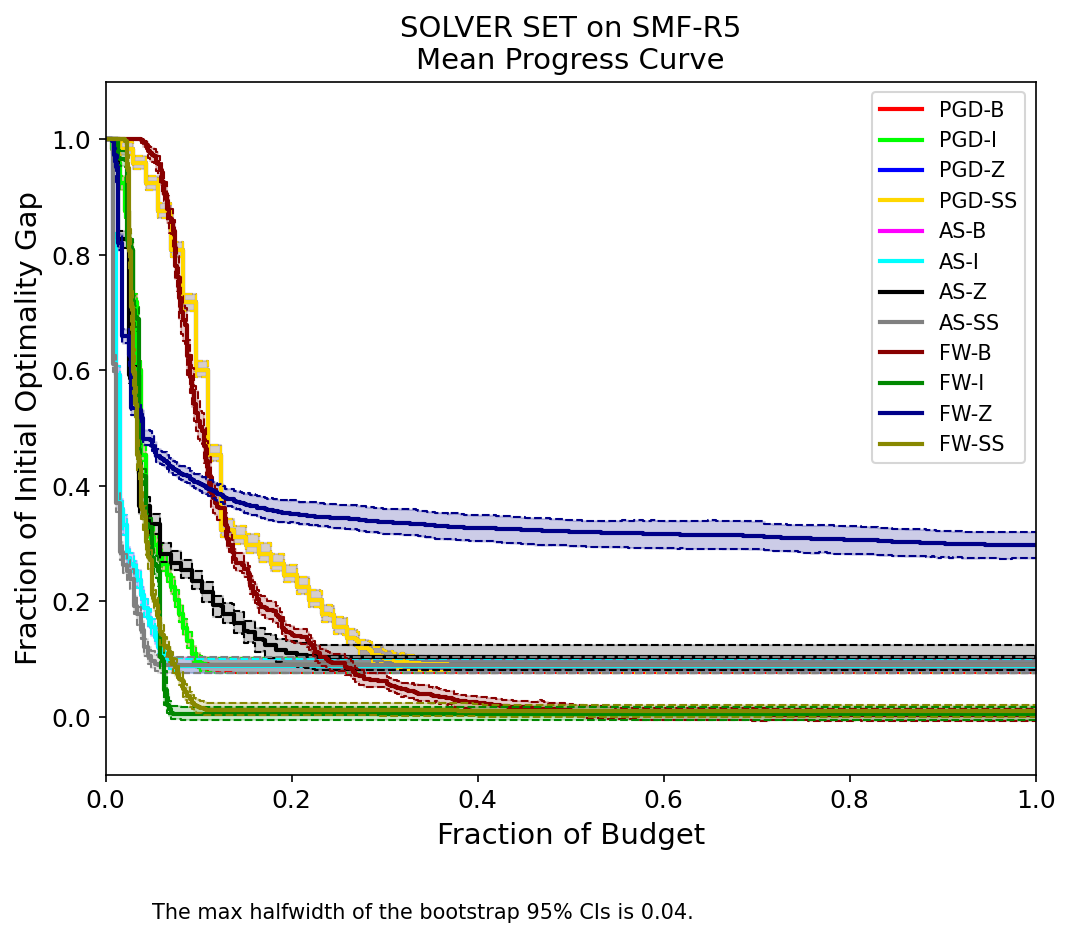 SOLVER SET on SMF-R5
Mean Progress Curve
Fraction of Initial Optimality Gap
1.0
0.8
0.6
0.4
0.2
0.0
PGD-B
PGD-I
PGD-Z
PGD-SS
AS-B
AS-I
AS-Z
AS-SS
FW-B
FW-I
FW-Z
FW-SS
0.0 0.2 0.4 0.6 0.8 1.0
Fraction of Budget
The max halfwidth of the bootstrap 95% CIs is 0.04.